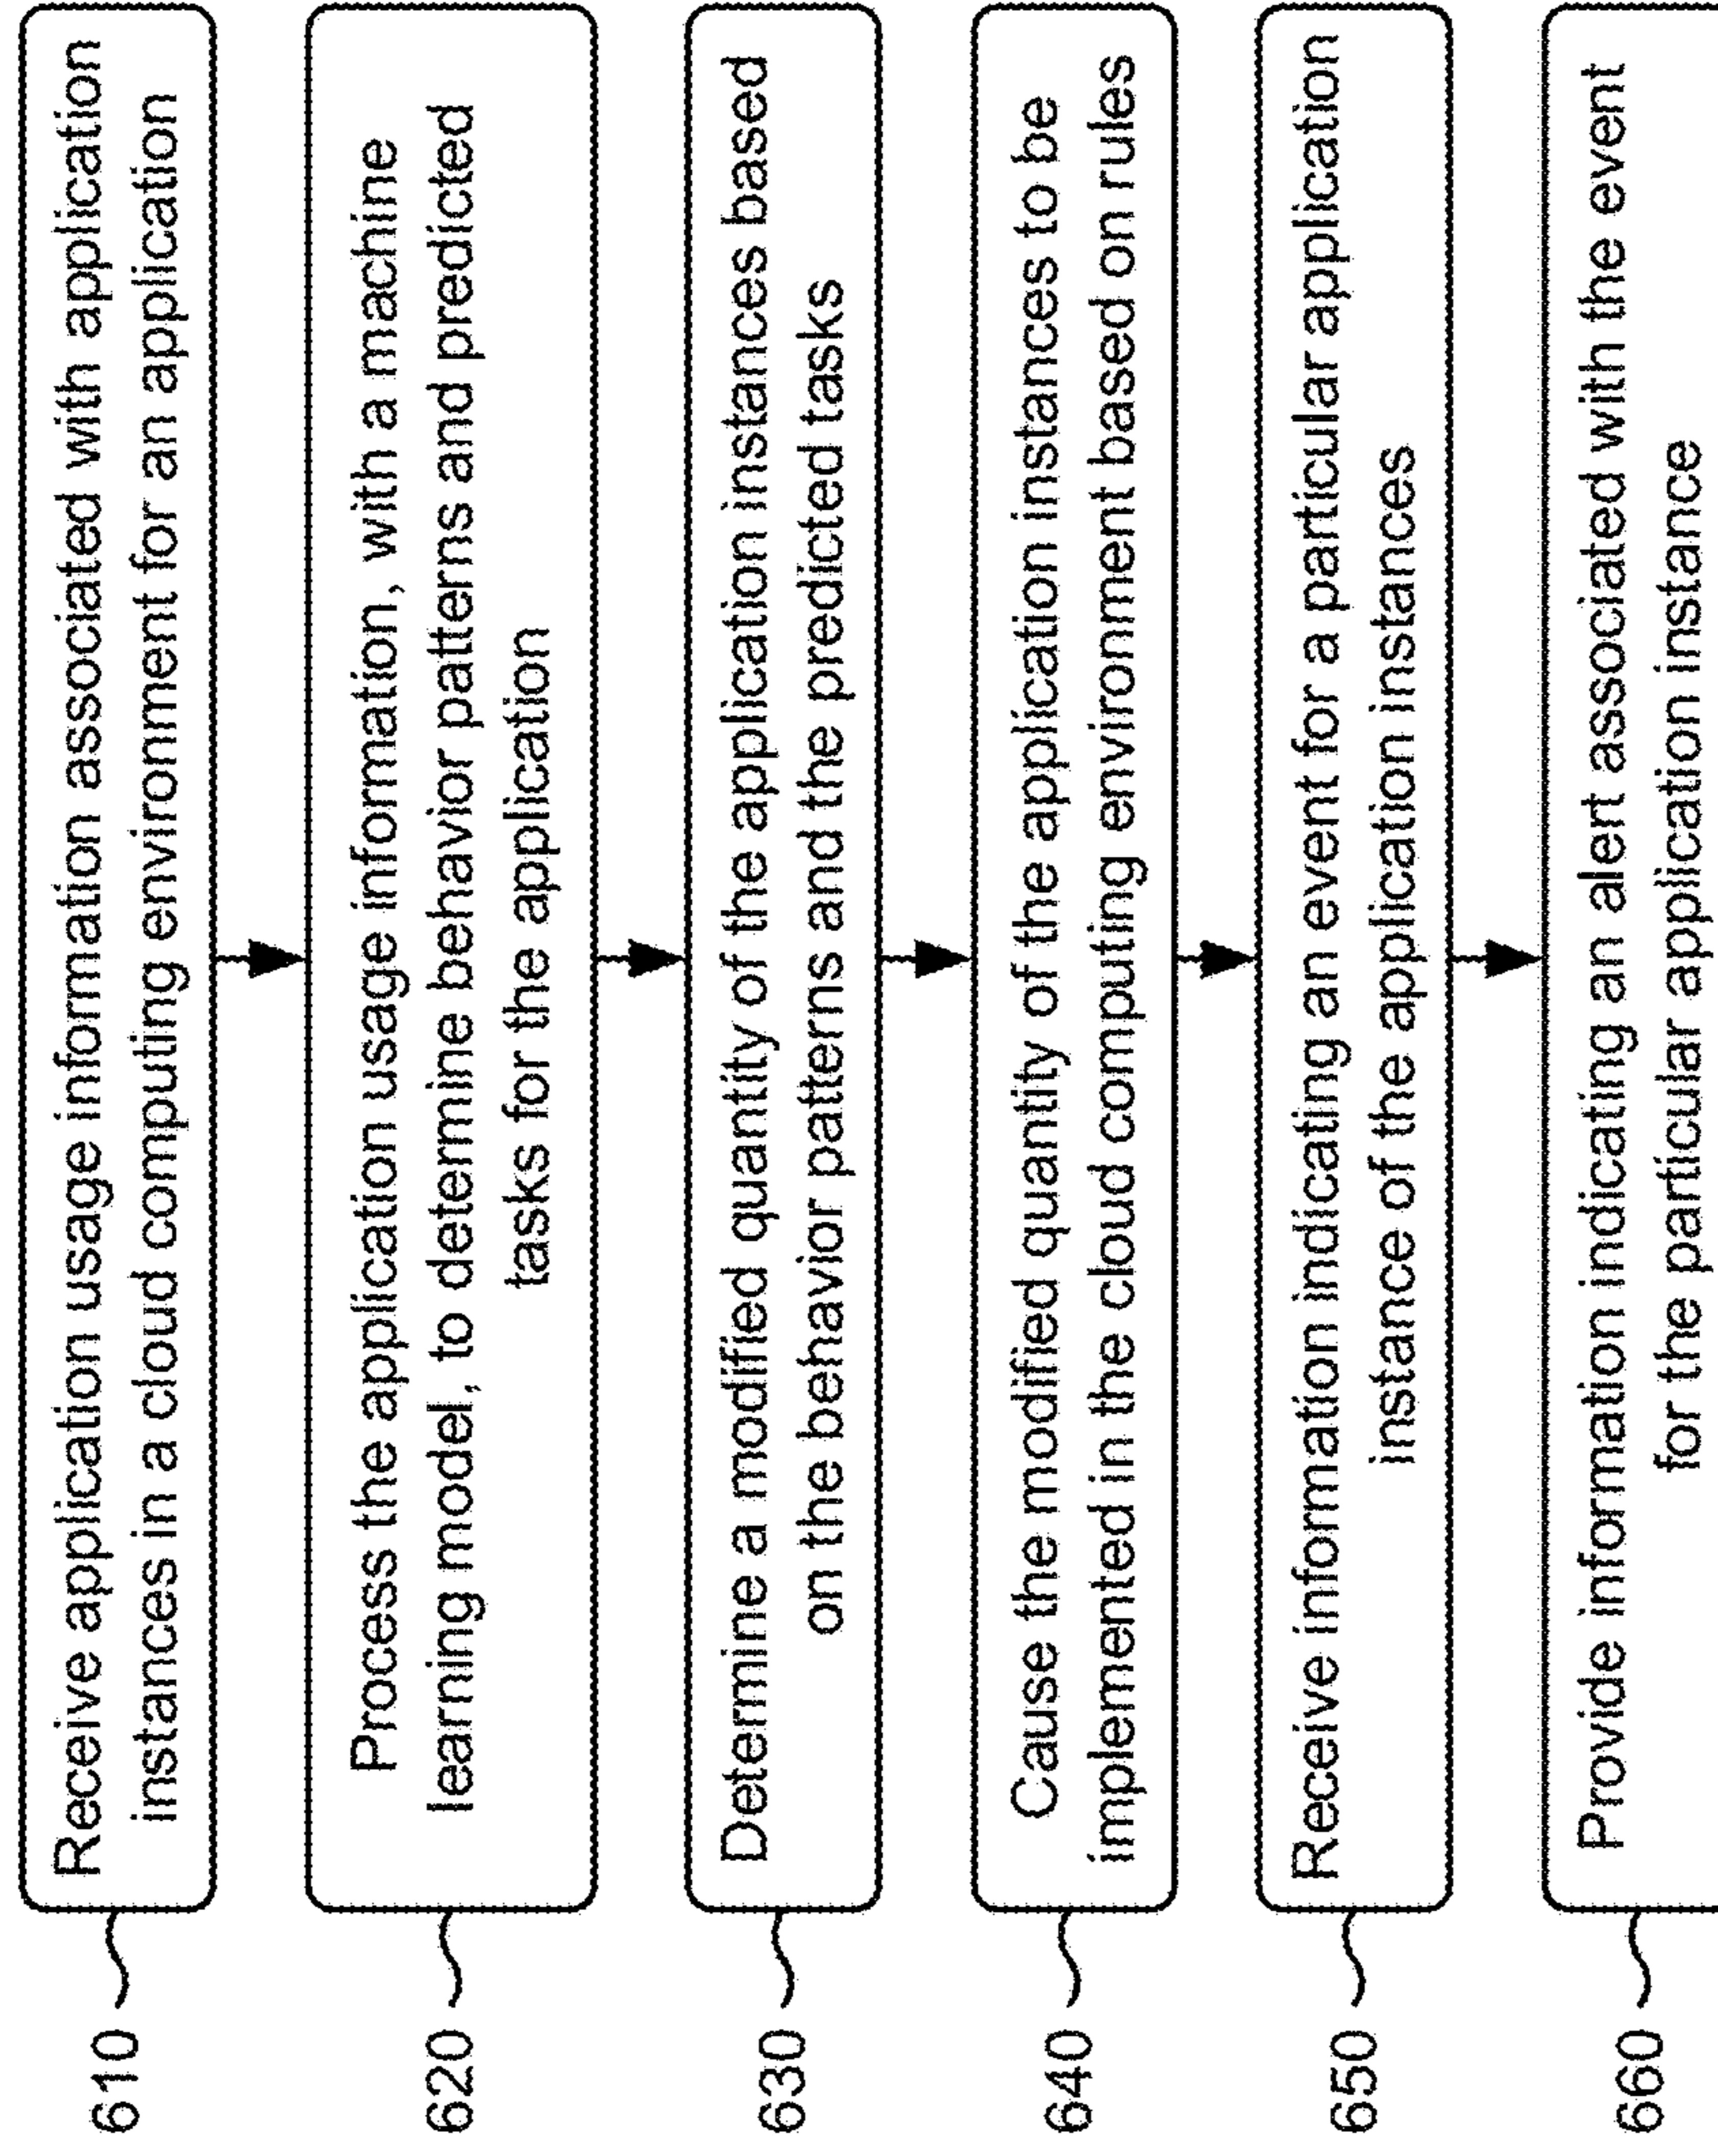 610
Receive application usage information associated with application
instances in a cloud computing environment for an application
620
Process the application usage information, with a machine
learning model, to determine behavior patterns and predicted
tasks for the application
630
Determine a modified quantity of the application instances based
on the behavior patterns and the predicted tasks
640
Cause the modified quantity of the application instances to be
implemented in the cloud computing environment based on rules
650
Receive information indicating an event for a particular application
instance of the application instances
660
Provide information indicating an alert associated with the event
for the particular application instance